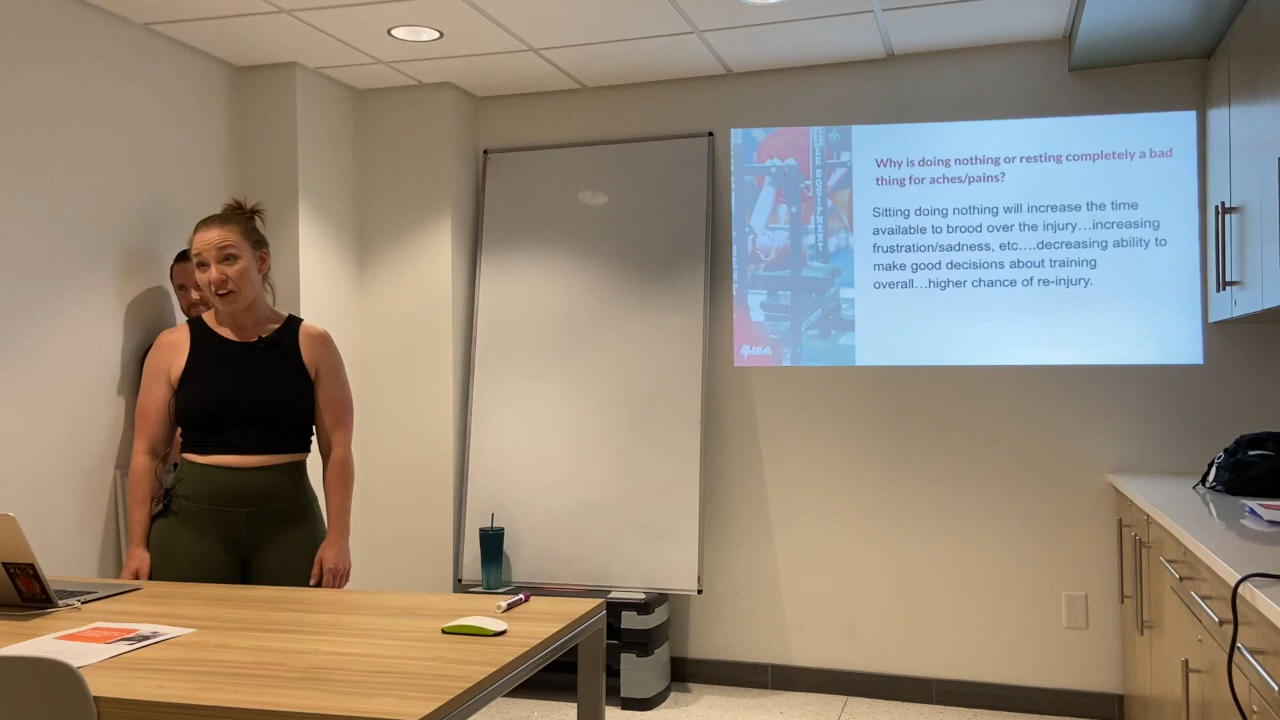 Why is doing nothing or resting completely a bad
thing for aches/pains?
Sitting doing nothing will increase the time
available to brood over the injury…increasing
frustration/sadness, etc….decreasing ability to
make good decisions about training
overall…higher chance of re-injury.
EQUIPMENT